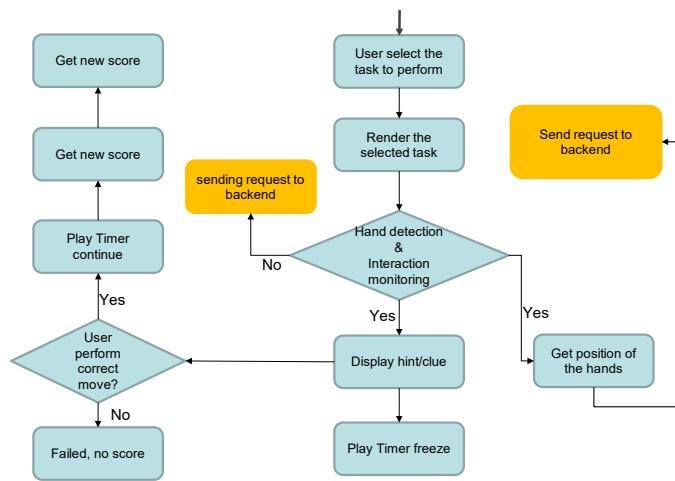 User select the
task to perform
Get new score
Render the
selected task
Send request to
backend
Get new score
sending request to
backend
Hand detection
&
Interaction
monitoring
Play Timer
continue
No
Yes
Yes
Yes
User
perform
correct
move?
Display hint/clue
Get position of
the hands
No
Failed, no score
Play Timer freeze